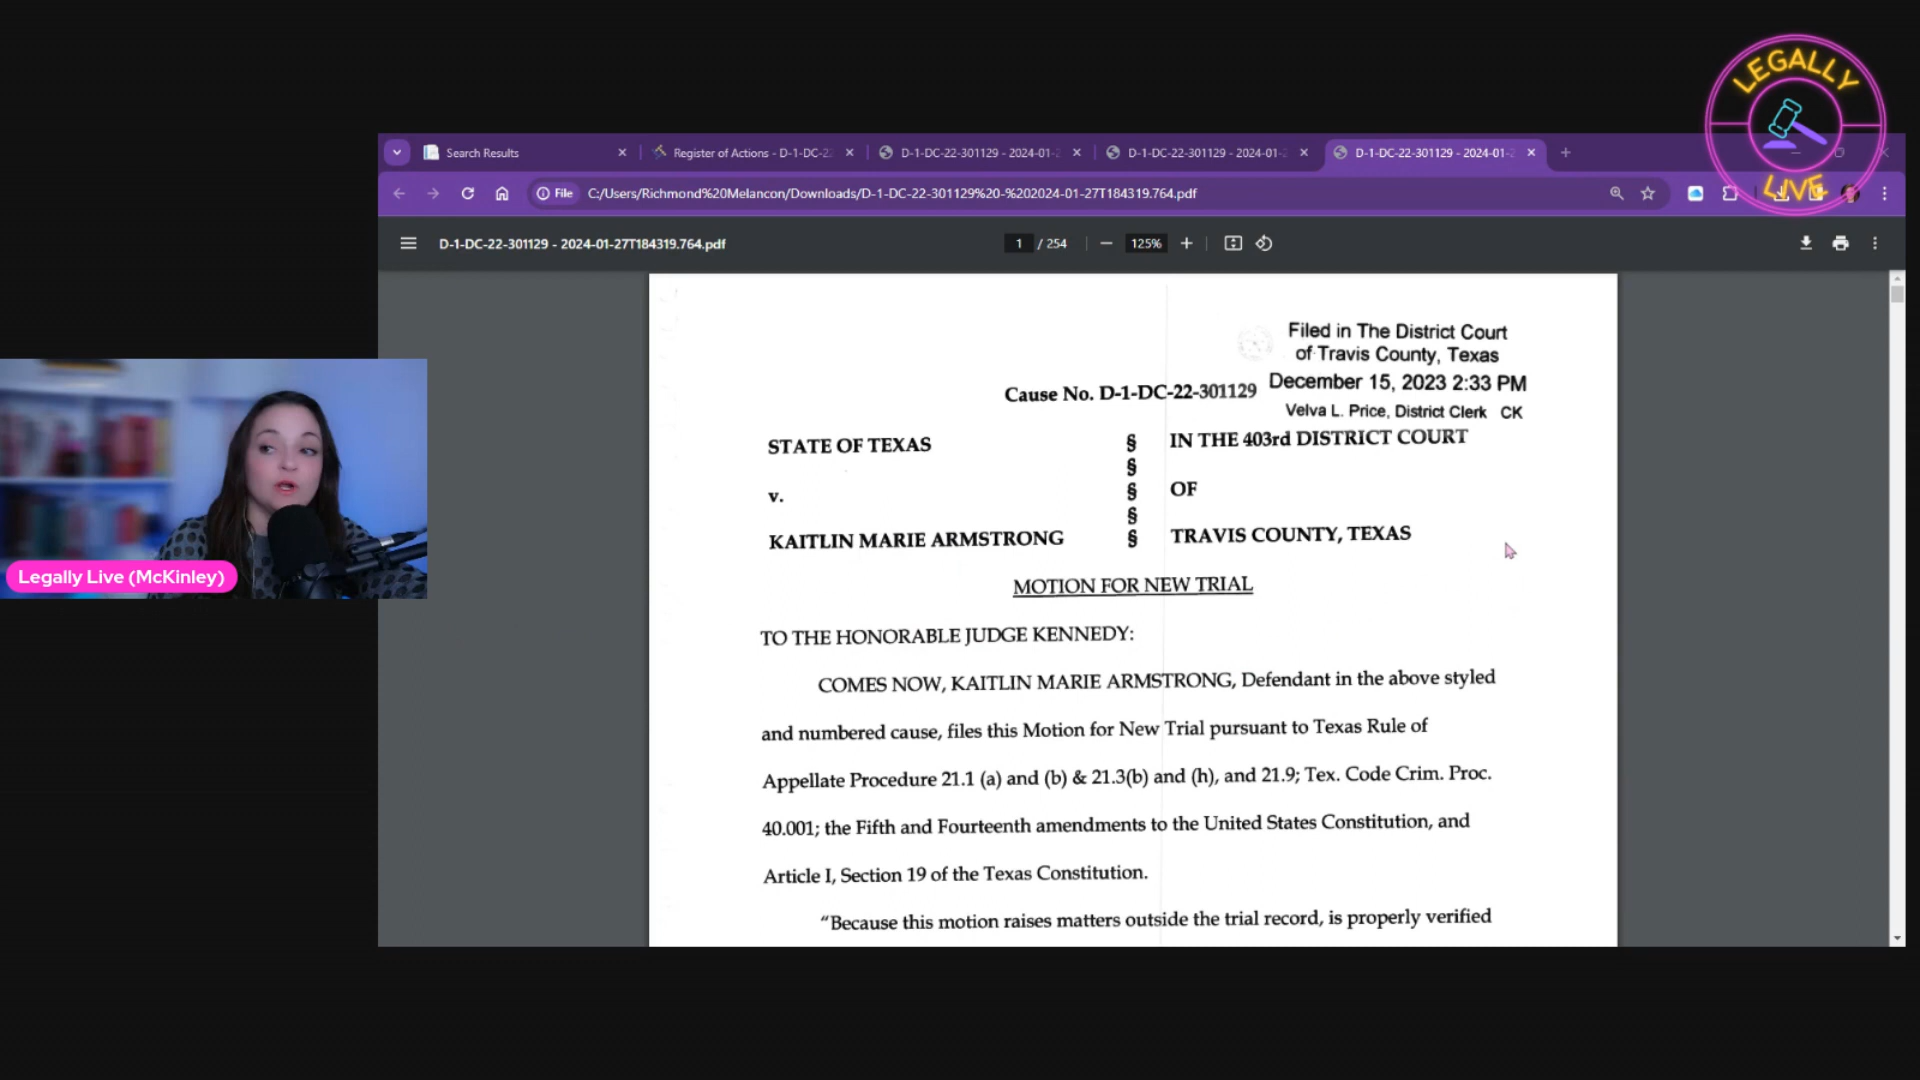 LEGALLY
LIVE
Search Results
Register of Actions - D-1-DC-22
D-1-DC-22-301129 - 2024-01-2
D-1-DC-22-301129 - 2024-01-2
D-1-DC-22-301129 - 2024-01-2
File
C:/Users/Richmond%20Melancon/Downloads/D-1-DC-22-301129%20-%202024-01-27T184319.764.pdf
D-1-DC-22-301129 - 2024-01-27T184319.764.pdf
1 / 254
125%
Filed in The District Court
of Travis County, Texas
December 15, 2023 2:33 PM
Velva L. Price, District Clerk CK
Cause No. D-1-DC-22-301129
STATE OF TEXAS § IN THE 403rd DISTRICT COURT
§
v. § OF
§
KAITLIN MARIE ARMSTRONG § TRAVIS COUNTY, TEXAS
MOTION FOR NEW TRIAL
TO THE HONORABLE JUDGE KENNEDY:
COMES NOW, KAITLIN MARIE ARMSTRONG, Defendant in the above styled
and numbered cause, files this Motion for New Trial pursuant to Texas Rule of
Appellate Procedure 21.1 (a) and (b) & 21.3(b) and (h), and 21.9; Tex. Code Crim. Proc.
40.001; the Fifth and Fourteenth amendments to the United States Constitution, and
Article I, Section 19 of the Texas Constitution.
“Because this motion raises matters outside the trial record, is properly verified
Legally Live (McKinley)